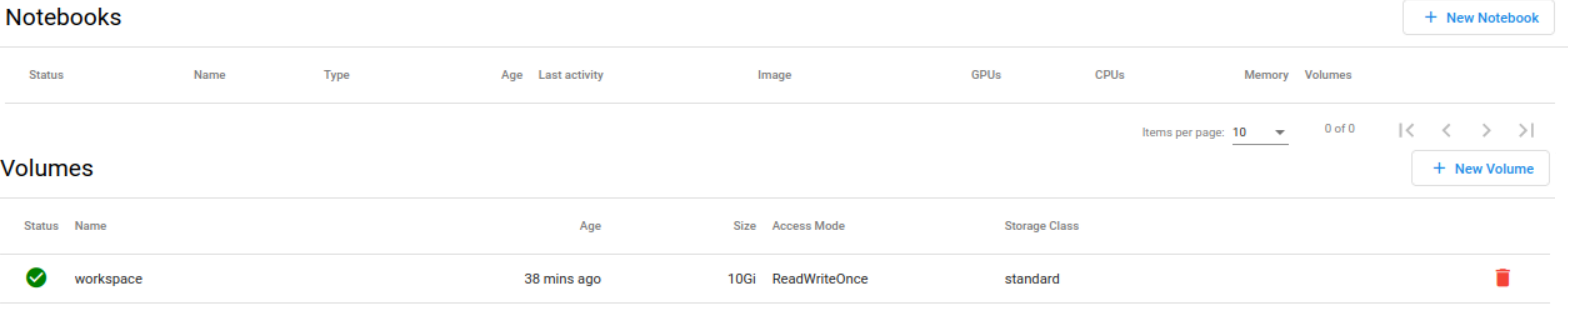 Notebooks
+ New Notebook
Status Name Type Age Last activity Image GPUs CPUs Memory Volumes
Items per page: 10 0 of 0
Volumes
+ New Volume
Status Name Age Size Access Mode Storage Class
workspace 38 mins ago 10Gi ReadWriteOnce standard